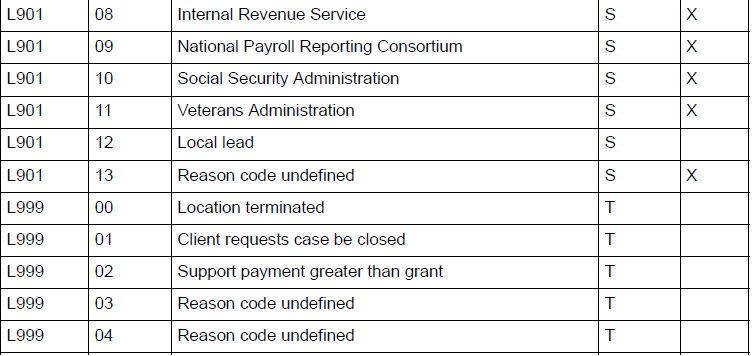 L901 08 Internal Revenue Service S X
L901 09 National Payroll Reporting Consortium S X
L901 10 Social Security Administration S X
L901 11 Veterans Administration S X
L901 12 Local lead S
L901 13 Reason code undefined S X
L999 00 Location terminated T
L999 01 Client requests case be closed T
L999 02 Support payment greater than grant T
L999 03 Reason code undefined T
L999 04 Reason code undefined T